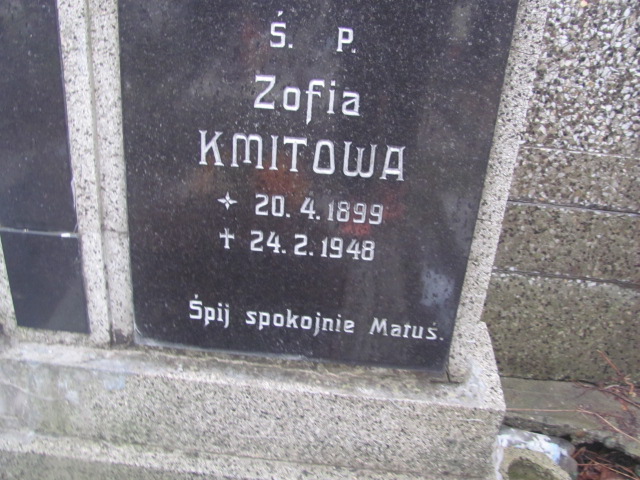 Ś. P.
Zofia
KMITOWA
✧ 20. 4. 1899
✝ 24. 2. 1948
Śpij spokojnie Matuś.